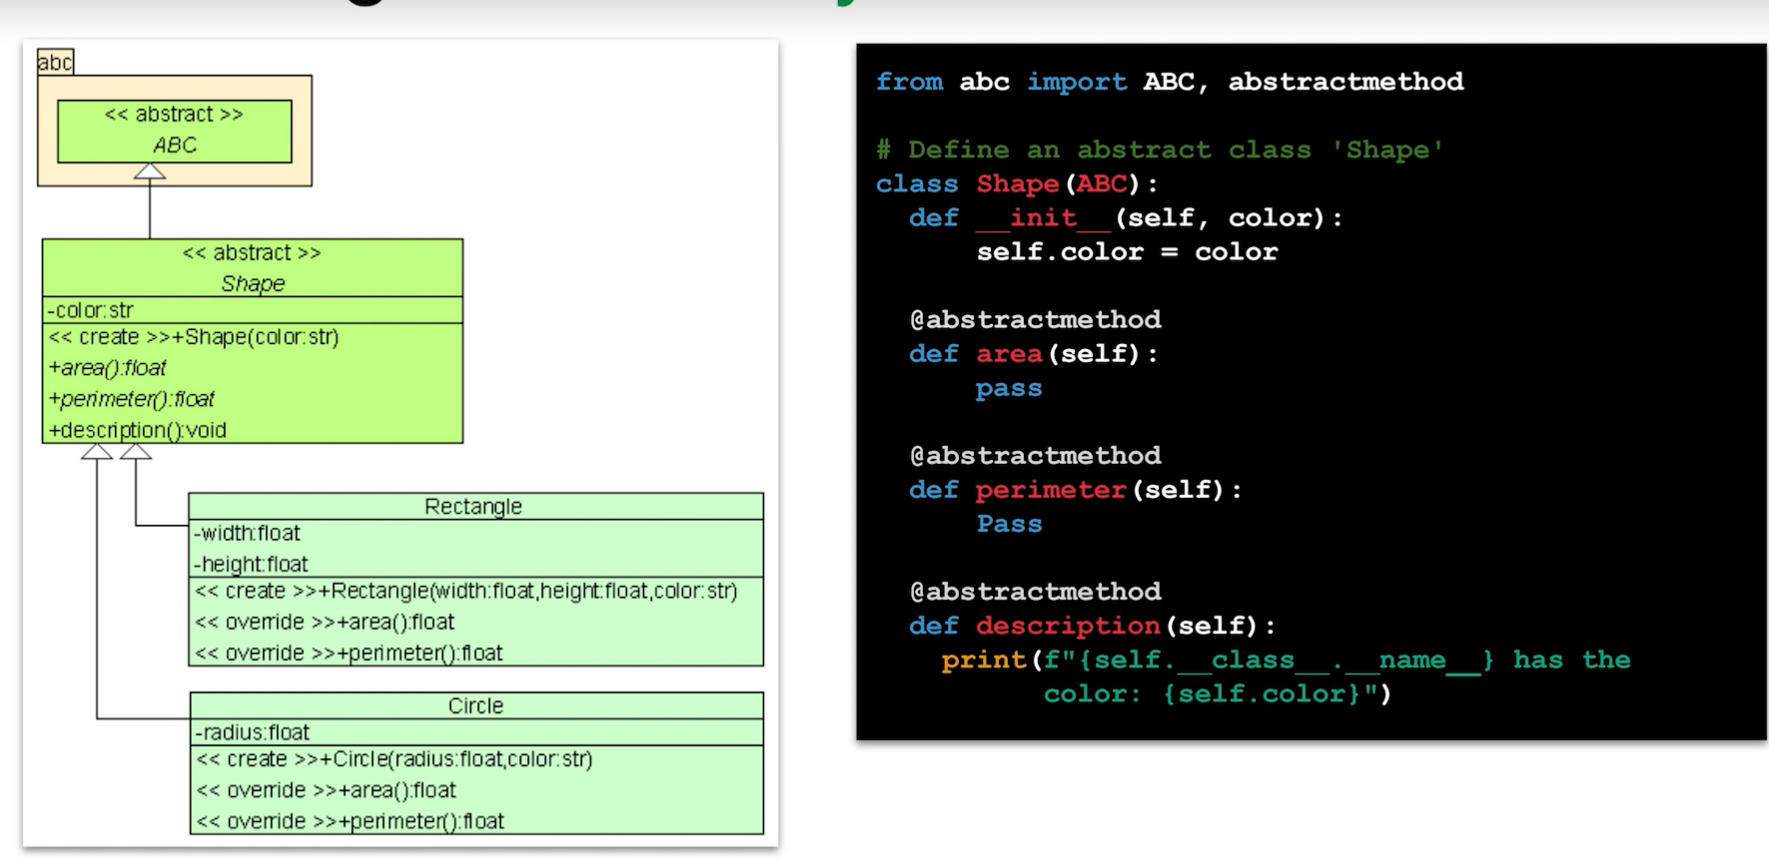 abc
<< abstract >>
ABC
<< abstract >>
Shape
-color:str
<< create >>+Shape(color:str)
+area():float
+perimeter():float
+description():void
Rectangle
-width:float
-height:float
<< create >>+Rectangle(width:float,height:float,color:str)
<< override >>+area():float
<< override >>+perimeter():float
Circle
-radius:float
<< create >>+Circle(radius:float,color:str)
<< override >>+area():float
<< override >>+perimeter():float
from abc import ABC, abstractmethod
# Define an abstract class 'Shape'
class Shape(ABC):
def __init__(self, color):
self.color = color
@abstractmethod
def area(self):
pass
@abstractmethod
def perimeter(self):
Pass
@abstractmethod
def description(self):
print(f"{self.__class__.__name__} has the
color: {self.color}")